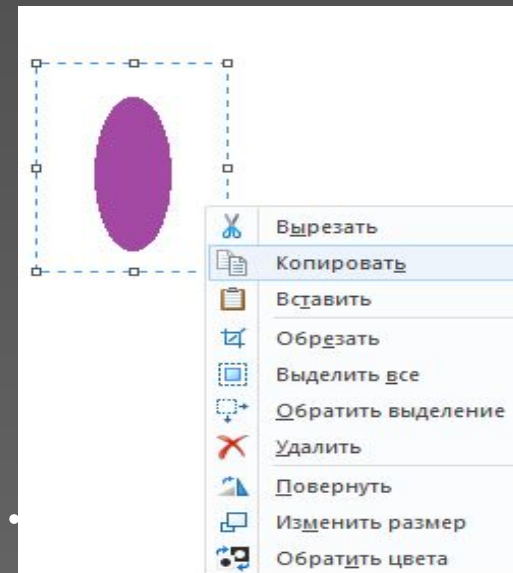 Вырезать
Копировать
Вставить
Обрезать
Выделить все
Обратить выделение
Удалить
Повернуть
Изменить размер
Обратить цвета